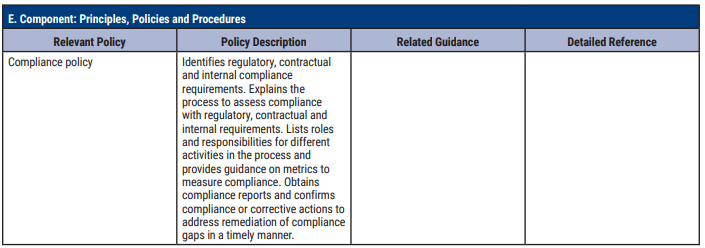 E. Component: Principles, Policies and Procedures
Relevant Policy Policy Description Related Guidance Detailed Reference
Compliance policy Identifies regulatory, contractual
and internal compliance
requirements. Explains the
process to assess compliance
with regulatory, contractual and
internal requirements. Lists roles
and responsibilities for different
activities in the process and
provides guidance on metrics to
measure compliance. Obtains
compliance reports and confirms
compliance or corrective actions to
address remediation of compliance
gaps in a timely manner.